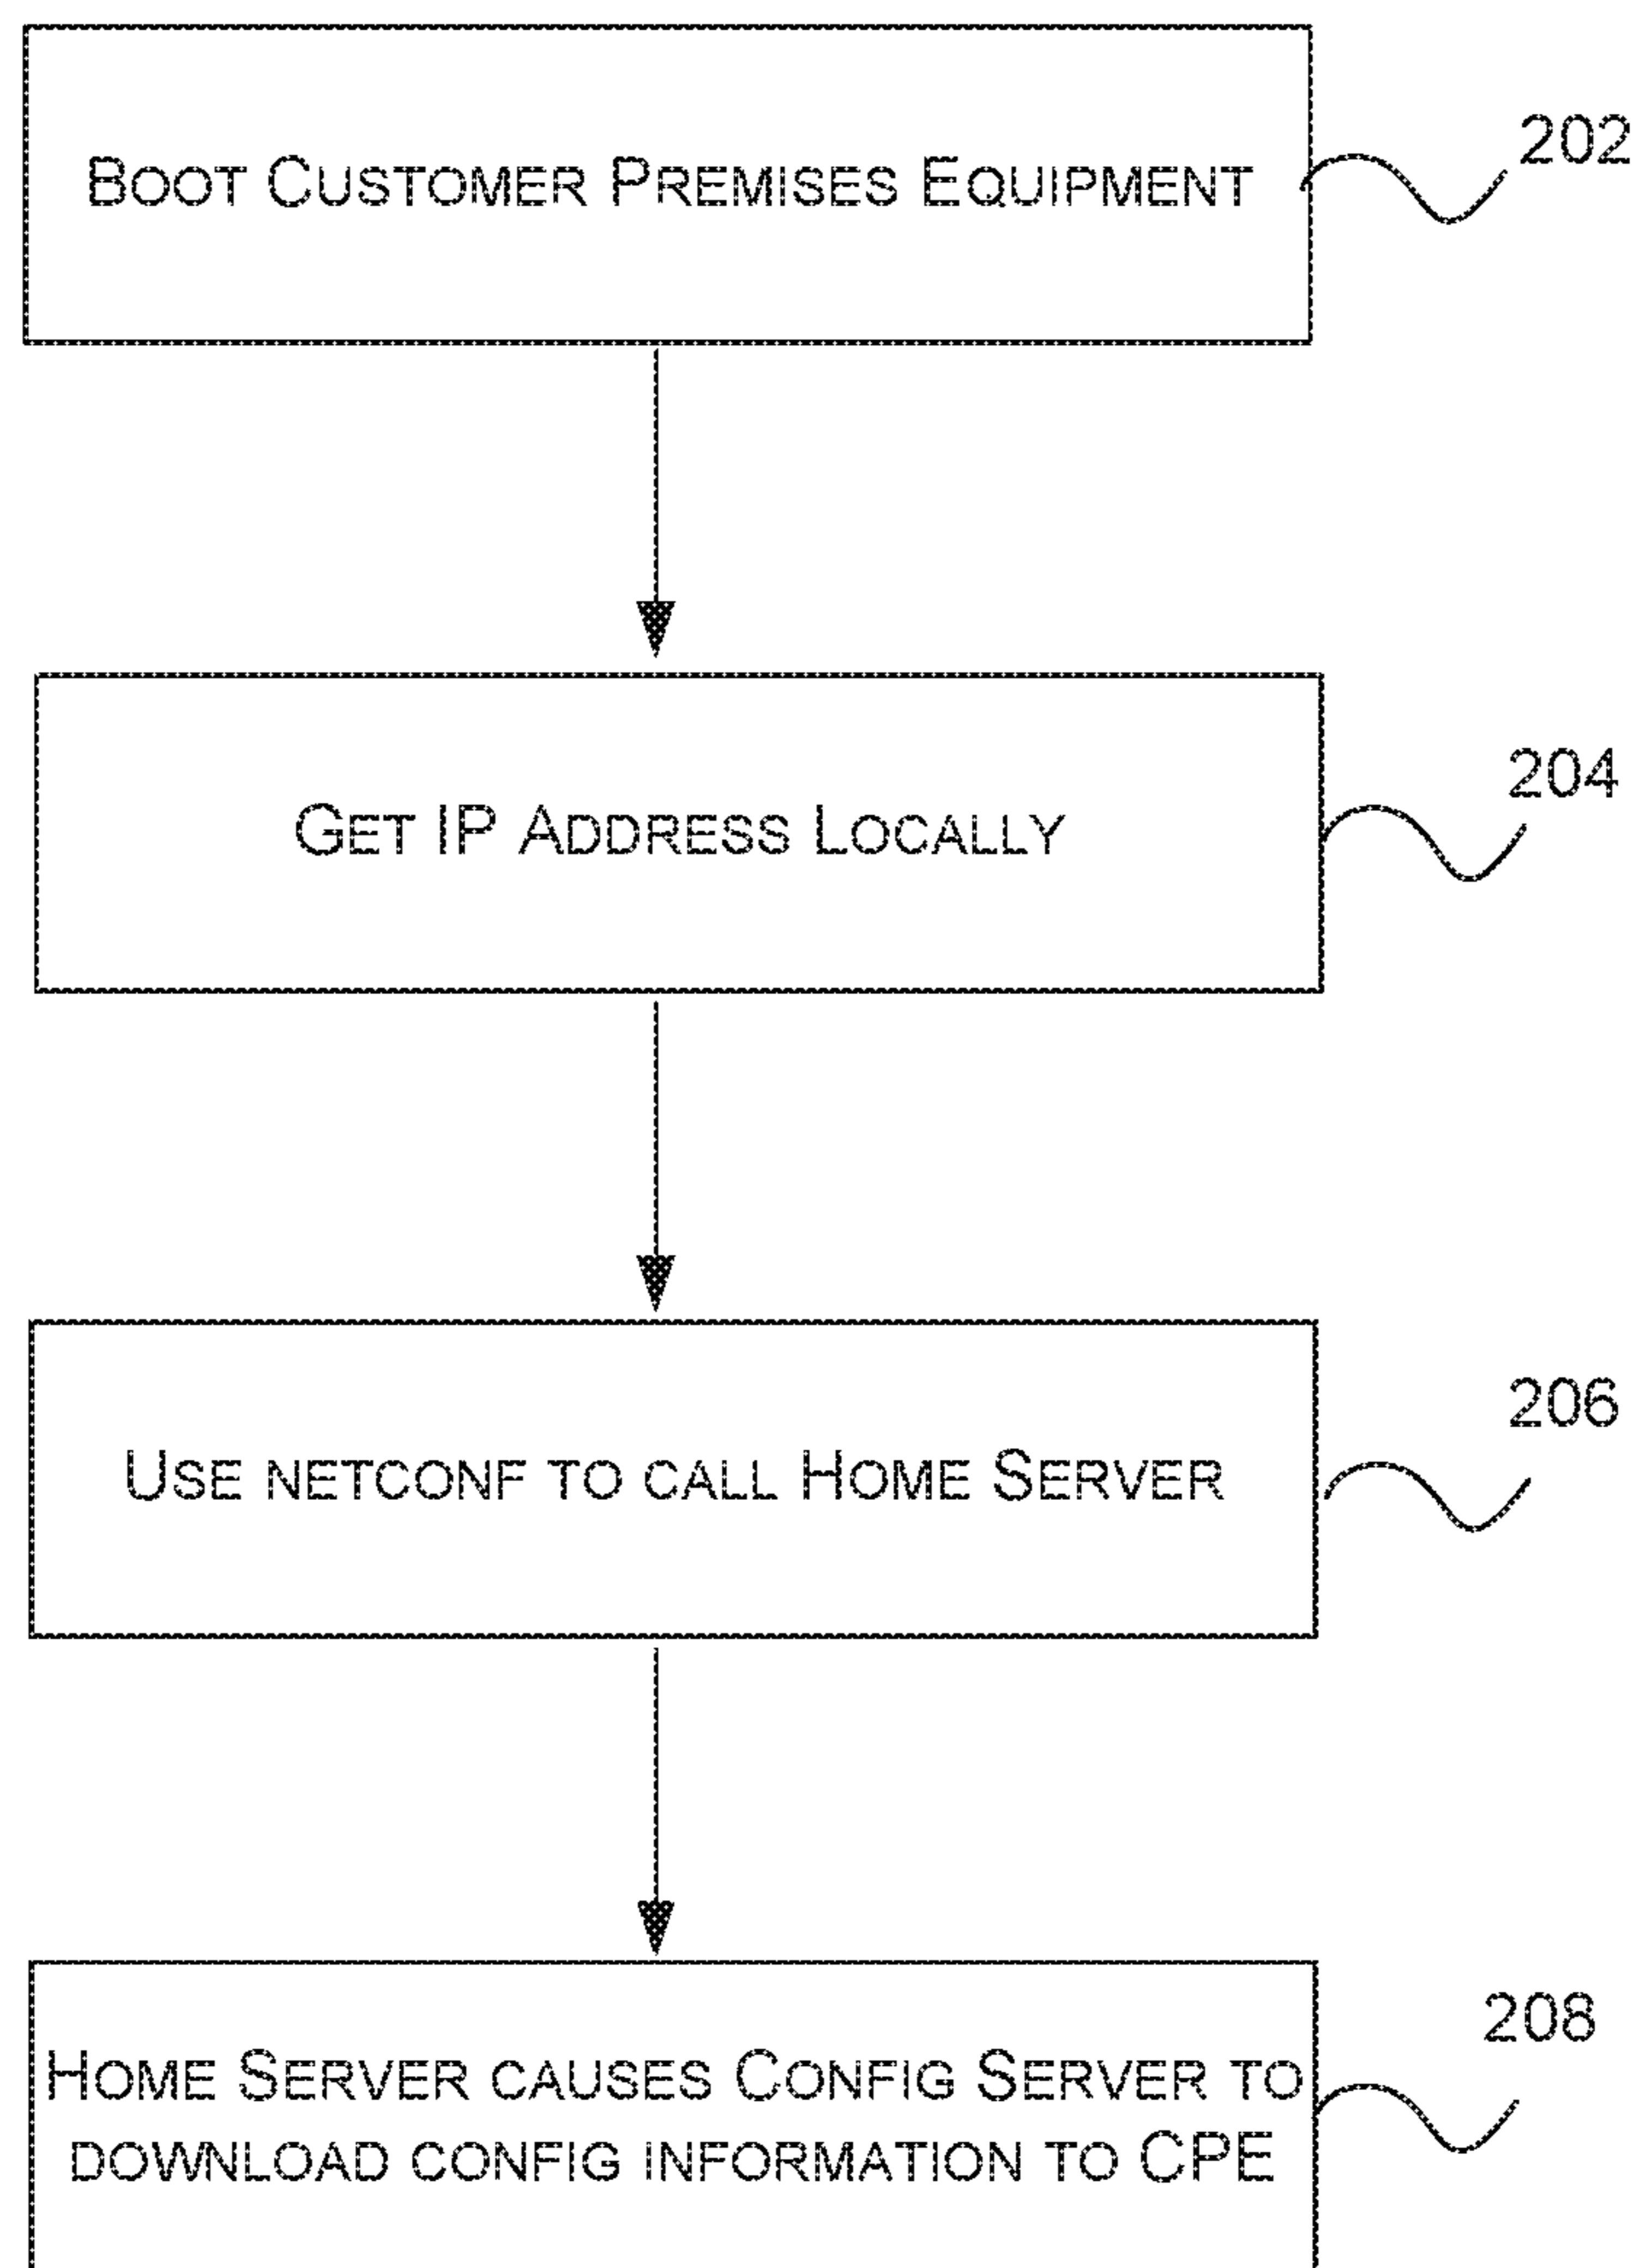 BOOT CUSTOMER PREMISES EQUIPMENT
202
GET IP ADDRESS LOCALLY
204
USE NETCONF TO CALL HOME SERVER
206
HOME SERVER CAUSES CONFIG SERVER TO
DOWNLOAD CONFIG INFORMATION TO CPE
208